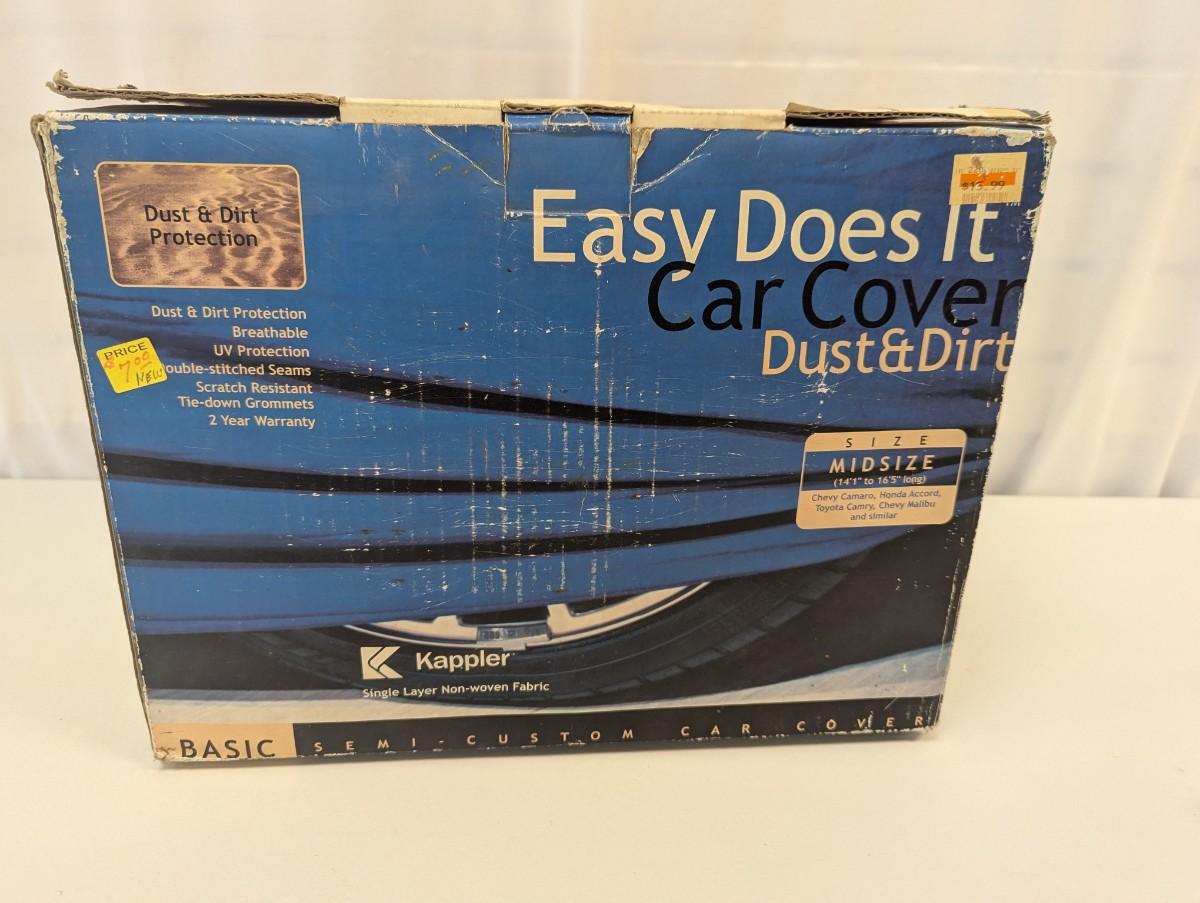 Dust & Dirt
Protection
$13.99
Easy Does It
Car Cover
Dust&Dirt
Dust & Dirt Protection
Breathable
UV Protection
ouble-stitched Seams
Scratch Resistant
Tie-down Grommets
2 Year Warranty
PRICE
$7.00
NEW
SIZE
MIDSIZE
(14'1" to 16'5" long)
Chevy Camaro, Honda Accord,
Toyota Camry, Chevy Malibu
and similar
Kappler
Single Layer Non-woven Fabric
BASIC SEMI-CUSTOM CAR COVER